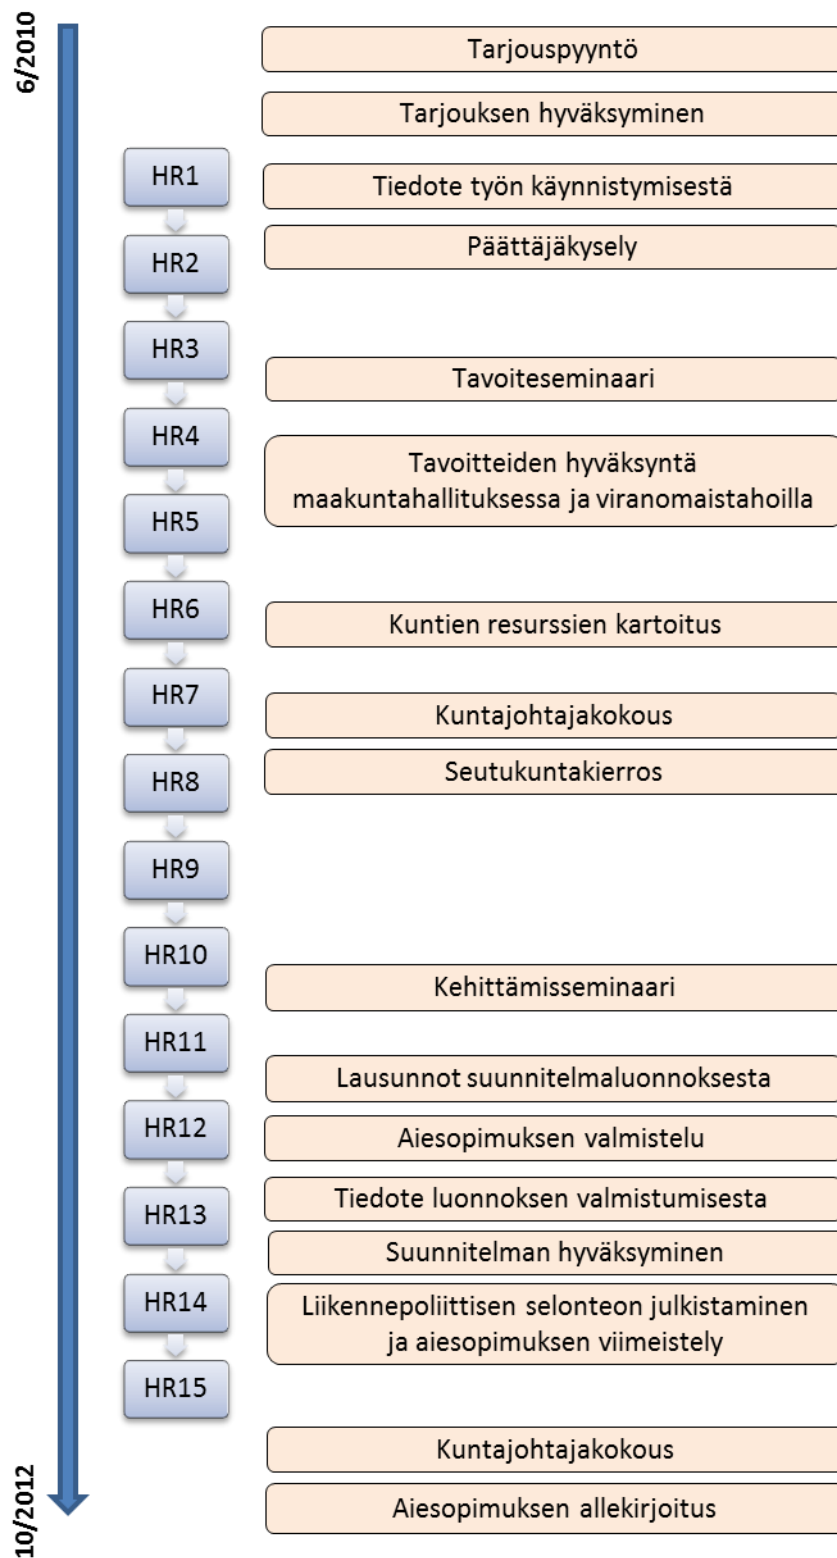 6/2010
Tarjouspyyntö
Tarjouksen hyväksyminen
HR1
Tiedote työn käynnistymisestä
Päättäjäkysely
HR2
HR3
Tavoiteseminaari
HR4
Tavoitteiden hyväksyntä
maakuntahallituksessa ja viranomaistahoilla
HR5
HR6
Kuntien resurssien kartoitus
HR7
Kuntajohtajakokous
Seutukuntakierros
HR8
HR9
HR10
Kehittämisseminaari
HR11
Lausunnot suunnitelmaluonnoksesta
HR12
Aiesopimuksen valmistelu
Tiedote luonnoksen valmistumisesta
HR13
Suunnitelman hyväksyminen
HR14
Liikennepoliittisen selonteon julkistaminen
ja aiesopimuksen viimeistely
HR15
Kuntajohtajakokous
Aiesopimuksen allekirjoitus
10/2012